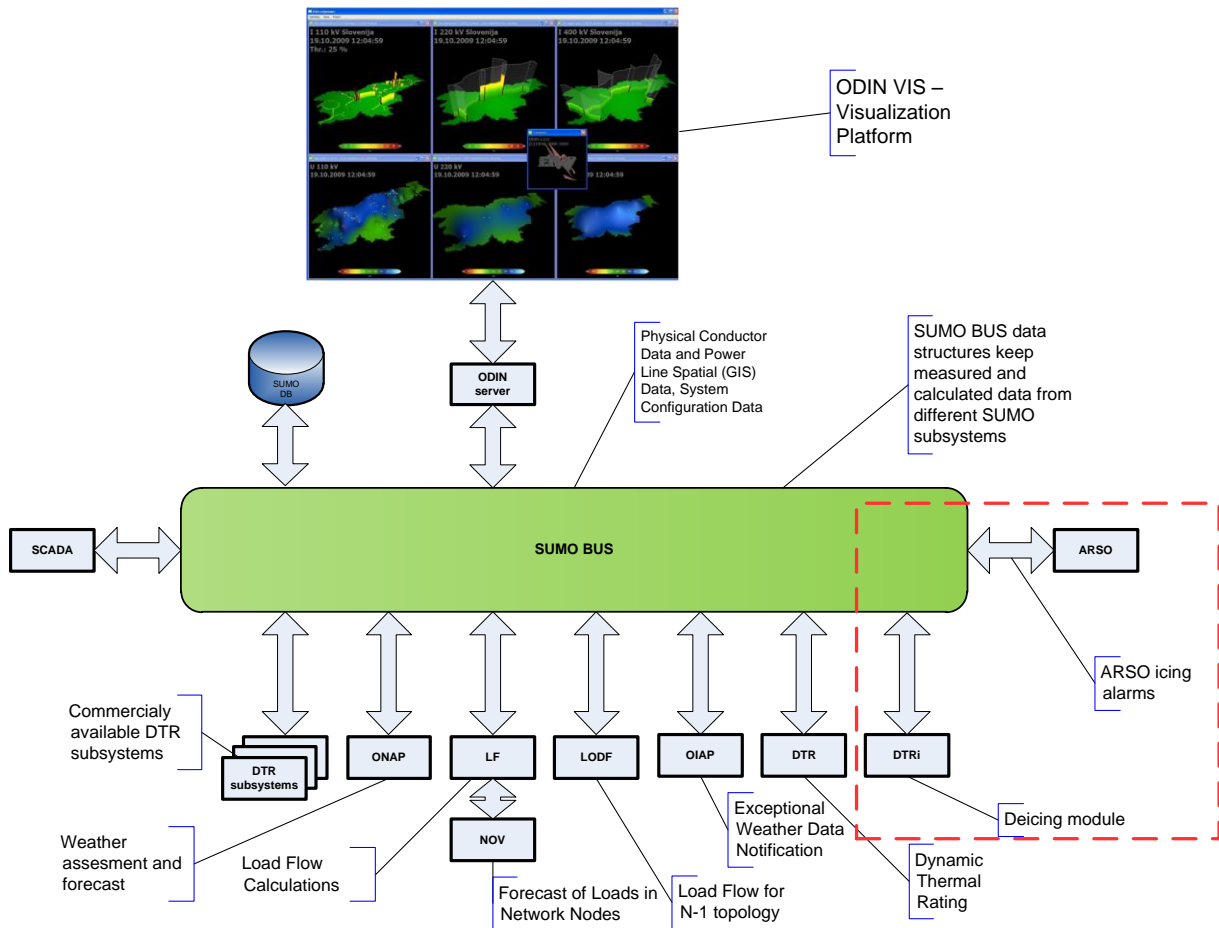 I 110 kV Slovenija
19.10.2009 12:04:59
Thr.: 25 %
I 220 kV Slovenija
19.10.2009 12:04:59
I 400 kV Slovenija
19.10.2009 12:04:59
U 110 kV
19.10.2009 12:04:59
U 220 kV
19.10.2009 12:04:59
12:04:59
ODIN VIS –
Visualization
Platform
SUMO
DB
ODIN
server
Physical Conductor
Data and Power
Line Spatial (GIS)
Data, System
Configuration Data
SUMO BUS data
structures keep
measured and
calculated data from
different SUMO
subsystems
SCADA
SUMO BUS
ARSO
ARSO icing
alarms
Commercialy
available DTR
subsystems
DTR
subsystems
ONAP
LF
LODF
OIAP
DTR
DTRi
NOV
Weather
assesment and
forecast
Load Flow
Calculations
Forecast of Loads in
Network Nodes
Load Flow for
N-1 topology
Exceptional
Weather Data
Notification
Dynamic
Thermal
Rating
Deicing module